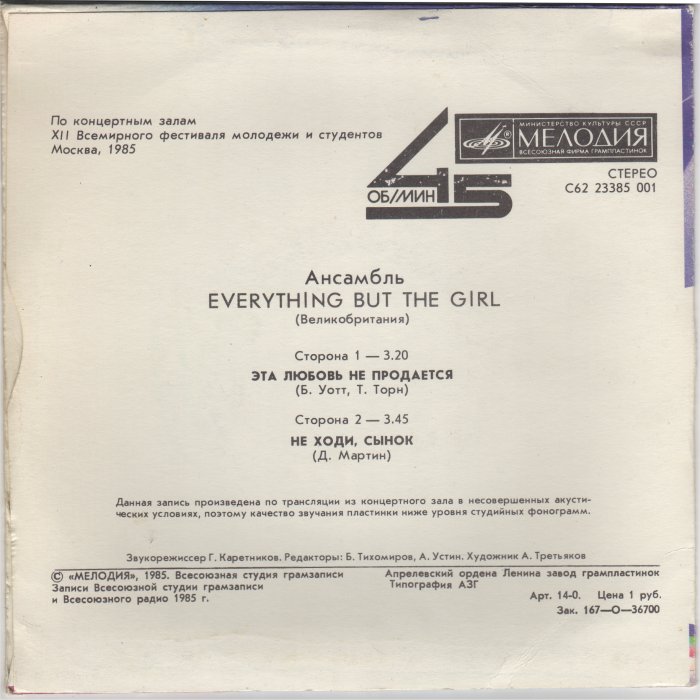 По концертным залам
XII Всемирного фестиваля молодежи и студентов
Москва, 1985
45
ОБ/МИН
МИНИСТЕРСТВО КУЛЬТУРЫ СССР
МЕЛОДИЯ
ВСЕСОЮЗНАЯ ФИРМА ГРАМПЛАСТИНОК
СТЕРЕО
С62 23385 001
Ансамбль
EVERYTHING BUT THE GIRL
(Великобритания)
Сторона 1 — 3.20
ЭТА ЛЮБОВЬ НЕ ПРОДАЕТСЯ
(Б. Уотт, Т. Торн)
Сторона 2 — 3.45
НЕ ХОДИ, СЫНОК
(Д. Мартин)
Данная запись произведена по трансляции из концертного зала в несовершенных акусти-
ческих условиях, поэтому качество звучания пластинки ниже уровня студийных фонограмм.
Звукорежиссер Г. Каретников. Редакторы: Б. Тихомиров, А. Устин. Художник А. Третьяков
© «МЕЛОДИЯ», 1985. Всесоюзная студия грамзаписи
Записи Всесоюзной студии грамзаписи
и Всесоюзного радио 1985 г.
Апрелевский ордена Ленина завод грампластинок
Типография АЗГ
Арт. 14-0. Цена 1 руб.
Зак. 167—О—36700